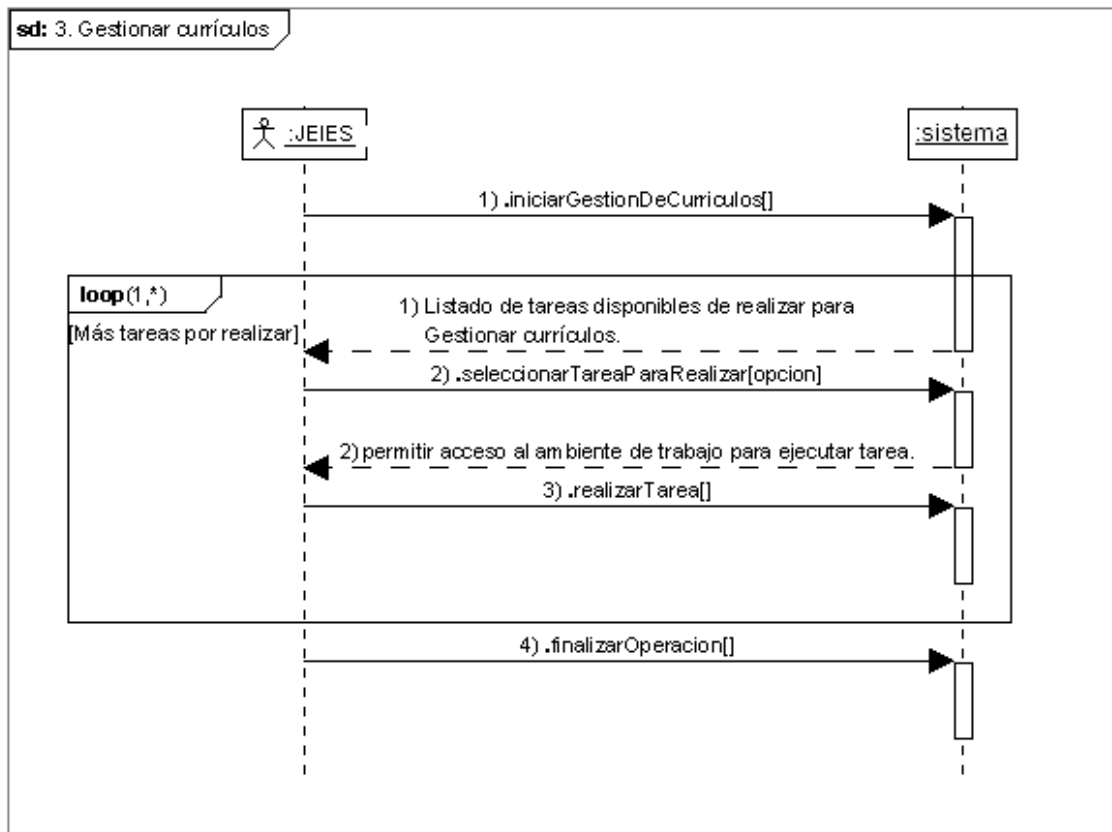 sd: 3. Gestionar currículos
:JEIES
:sistema
1) .iniciarGestionDeCurriculos[]
loop(1,*)
[Más tareas por realizar]
1) Listado de tareas disponibles de realizar para
Gestionar currículos.
2) .seleccionarTareaParaRealizar[opcion]
2) permitir acceso al ambiente de trabajo para ejecutar tarea.
3) .realizarTarea[]
4) .finalizarOperacion[]